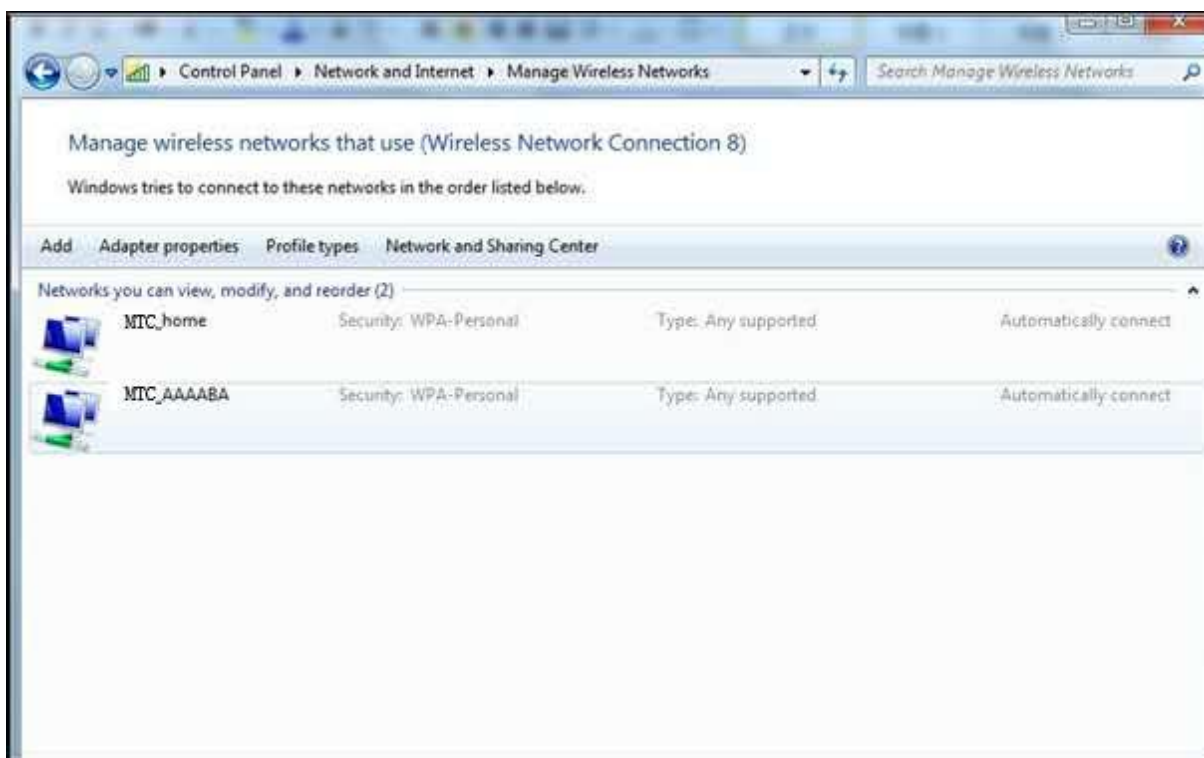 Control Panel ▸ Network and Internet ▸ Manage Wireless Networks
Search Manage Wireless Networks
Manage wireless networks that use (Wireless Network Connection 8)
Windows tries to connect to these networks in the order listed below.
Add Adapter properties Profile types Network and Sharing Center
Networks you can view, modify, and reorder (2)
MTC_home Security: WPA-Personal Type: Any supported Automatically connect
MTC_AAAABA Security: WPA-Personal Type: Any supported Automatically connect